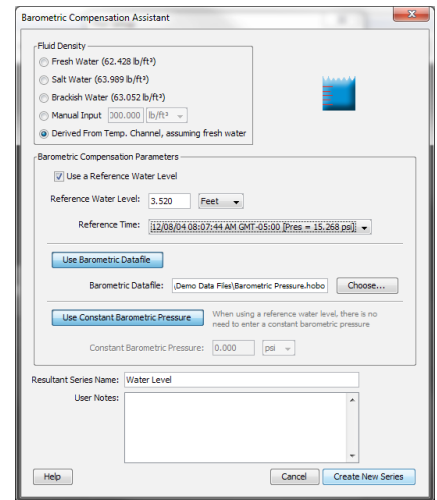 Barometric Compensation Assistant
Fluid Density
Fresh Water (62.428 lb/ft³)
Salt Water (63.989 lb/ft³)
Brackish Water (63.052 lb/ft³)
Manual Input 000.000 lb/ft³
Derived From Temp. Channel, assuming fresh water
Barometric Compensation Parameters
Use a Reference Water Level
Reference Water Level: 3.520 Feet
Reference Time: 12/08/04 08:07:44 AM GMT-05:00 [Pres = 15.268 psi]
Use Barometric Datafile
Barometric Datafile: \Demo Data Files\Barometric Pressure.hobo Choose...
Use Constant Barometric Pressure When using a reference water level, there is no
need to enter a constant barometric pressure
Constant Barometric Pressure: 0.000 psi
Resultant Series Name: Water Level
User Notes:
Help Cancel Create New Series